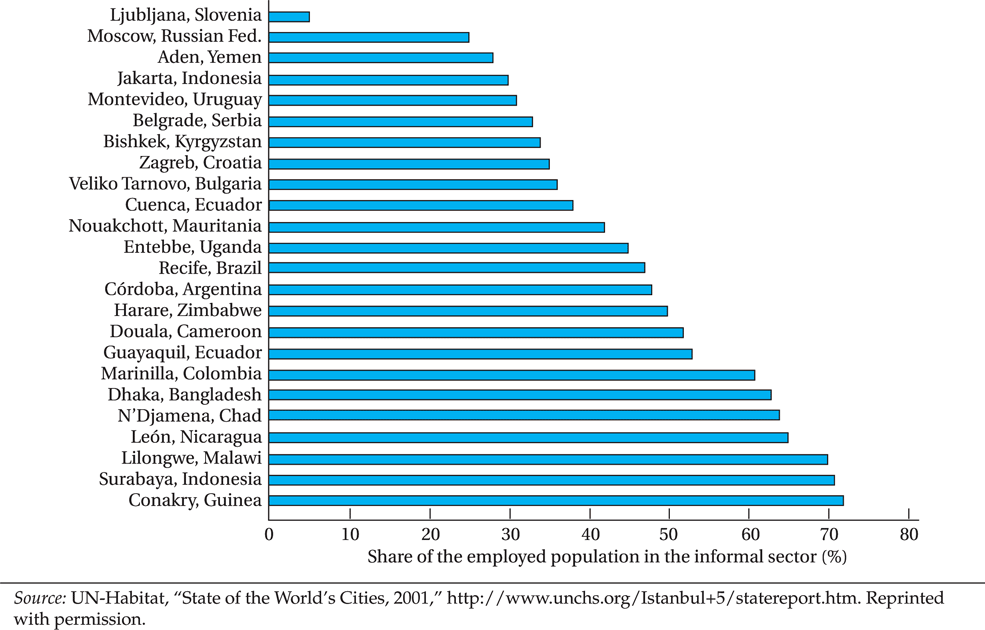 Ljubljana, Slovenia
Moscow, Russian Fed.
Aden, Yemen
Jakarta, Indonesia
Montevideo, Uruguay
Belgrade, Serbia
Bishkek, Kyrgyzstan
Zagreb, Croatia
Veliko Tarnovo, Bulgaria
Cuenca, Ecuador
Nouakchott, Mauritania
Entebbe, Uganda
Recife, Brazil
Córdoba, Argentina
Harare, Zimbabwe
Douala, Cameroon
Guayaquil, Ecuador
Marinilla, Colombia
Dhaka, Bangladesh
N’Djamena, Chad
León, Nicaragua
Lilongwe, Malawi
Surabaya, Indonesia
Conakry, Guinea
0 10 20 30 40 50 60 70 80
Share of the employed population in the informal sector (%)
Source: UN-Habitat, “State of the World’s Cities, 2001,” http://www.unchs.org/Istanbul+5/statereport.htm. Reprinted
with permission.